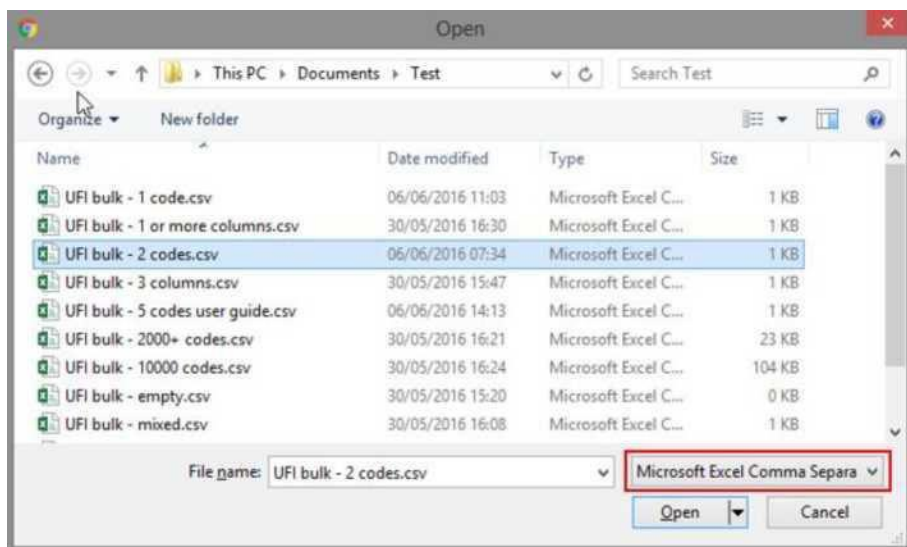 Open
This PC Documents Test Search Test
Organize New folder
Name Date modified Type Size
UFI bulk - 1 code.csv 06/06/2016 11:03 Microsoft Excel C... 1 KB
UFI bulk - 1 or more columns.csv 30/05/2016 16:30 Microsoft Excel C... 1 KB
UFI bulk - 2 codes.csv 06/06/2016 07:34 Microsoft Excel C... 1 KB
UFI bulk - 3 columns.csv 30/05/2016 15:47 Microsoft Excel C... 1 KB
UFI bulk - 5 codes user guide.csv 06/06/2016 14:13 Microsoft Excel C... 1 KB
UFI bulk - 2000+ codes.csv 30/05/2016 16:21 Microsoft Excel C... 23 KB
UFI bulk - 10000 codes.csv 30/05/2016 16:24 Microsoft Excel C... 104 KB
UFI bulk - empty.csv 30/05/2016 15:20 Microsoft Excel C... 0 KB
UFI bulk - mixed.csv 30/05/2016 16:08 Microsoft Excel C... 1 KB
File name: UFI bulk - 2 codes.csv Microsoft Excel Comma Separa
Open Cancel